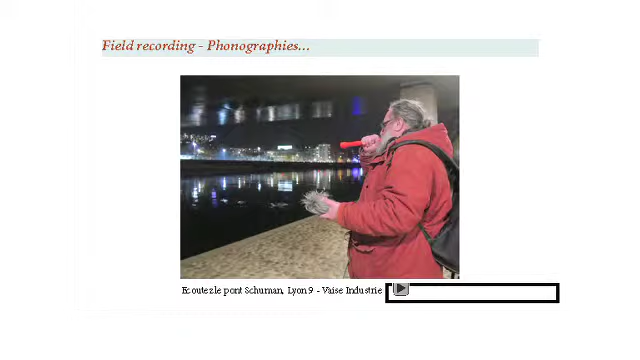 Field recording - Phonographies...
Ecoutez le pont Schuman, Lyon 9 - Vaise Industrie